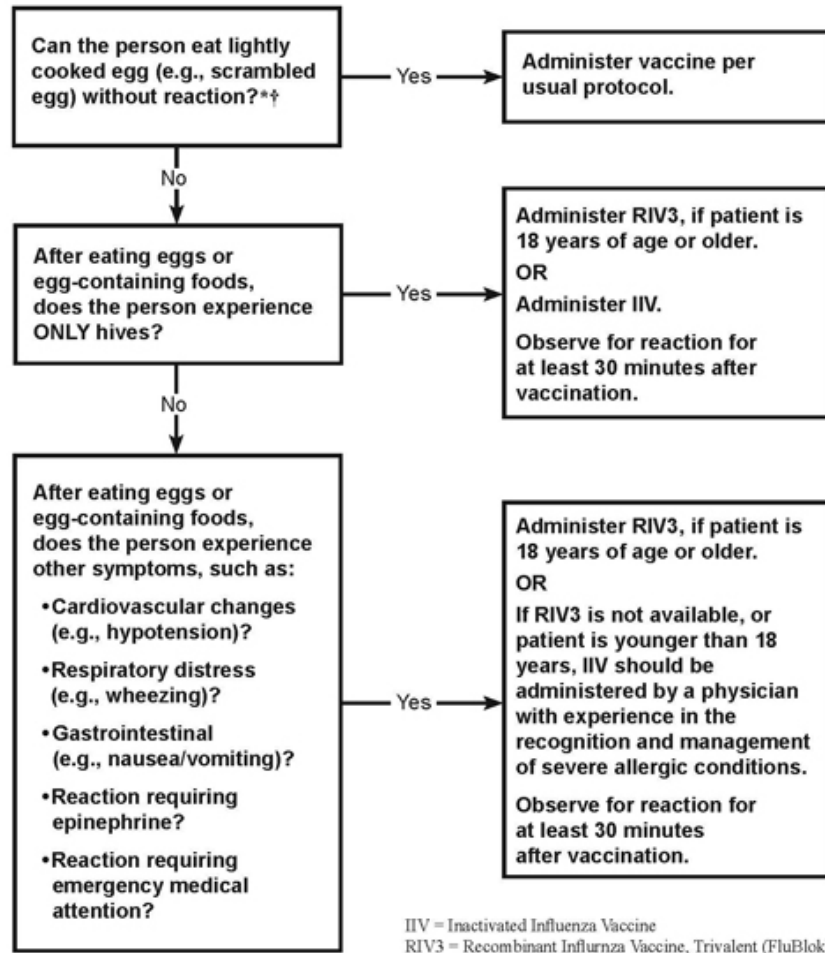 Can the person eat lightly
cooked egg (e.g., scrambled
egg) without reaction?*†
Yes
Administer vaccine per
usual protocol.
No
After eating eggs or
egg-containing foods,
does the person experience
ONLY hives?
Yes
Administer RIV3, if patient is
18 years of age or older.
OR
Administer IIV.
Observe for reaction for
at least 30 minutes after
vaccination.
No
After eating eggs or
egg-containing foods,
does the person experience
other symptoms, such as:
•Cardiovascular changes
(e.g., hypotension)?
•Respiratory distress
(e.g., wheezing)?
•Gastrointestinal
(e.g., nausea/vomiting)?
•Reaction requiring
epinephrine?
•Reaction requiring
emergency medical
attention?
Yes
Administer RIV3, if patient is
18 years of age or older.
OR
If RIV3 is not available, or
patient is younger than 18
years, IIV should be
administered by a physician
with experience in the
recognition and management
of severe allergic conditions.
Observe for reaction for
at least 30 minutes
after vaccination.
IIV = Inactivated Influenza Vaccine
RIV3 = Recombinant Influrnza Vaccine, Trivalent (FluBlok